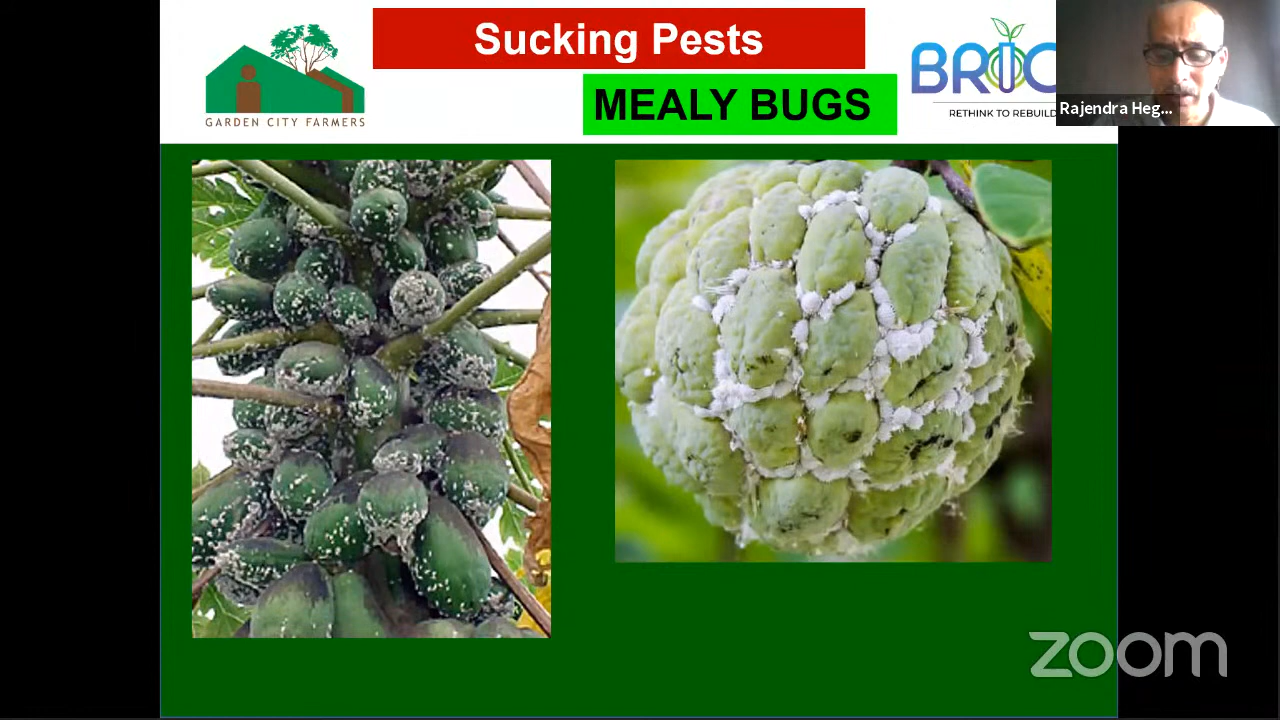 Sucking Pests
MEALY BUGS
GARDEN CITY FARMERS
BRIC
RETHINK TO REBUILD
Rajendra Heg...
zoom